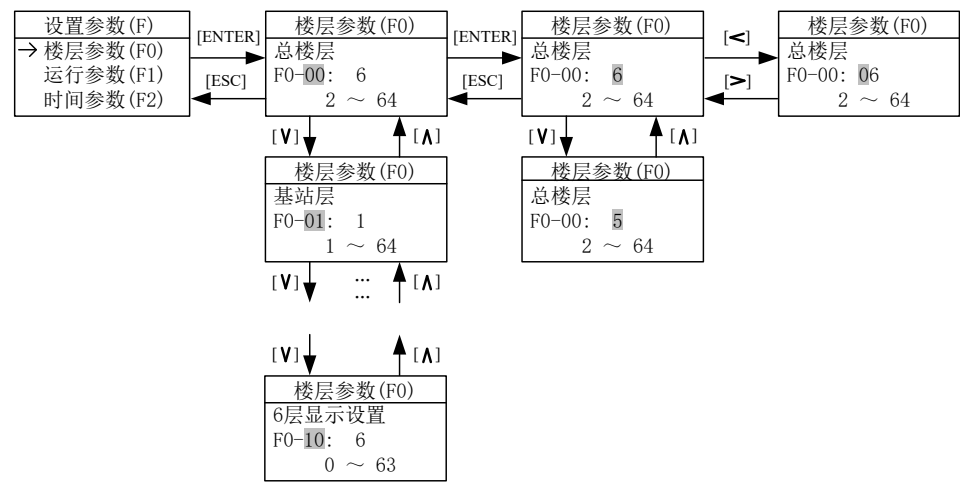 设置参数(F)
→ 楼层参数(F0)
运行参数(F1)
时间参数(F2)
[ENTER]
[ESC]
楼层参数(F0)
总楼层
F0-00: 6
2 ~ 64
[ENTER]
[ESC]
楼层参数(F0)
总楼层
F0-00: 6
2 ~ 64
[<]
[>]
楼层参数(F0)
总楼层
F0-00: 06
2 ~ 64
[∨]
[∧]
[∨]
[∧]
楼层参数(F0)
基站层
F0-01: 1
1 ~ 64
楼层参数(F0)
总楼层
F0-00: 5
2 ~ 64
[∨]
...
...
[∧]
[∨]
[∧]
楼层参数(F0)
6层显示设置
F0-10: 6
0 ~ 63